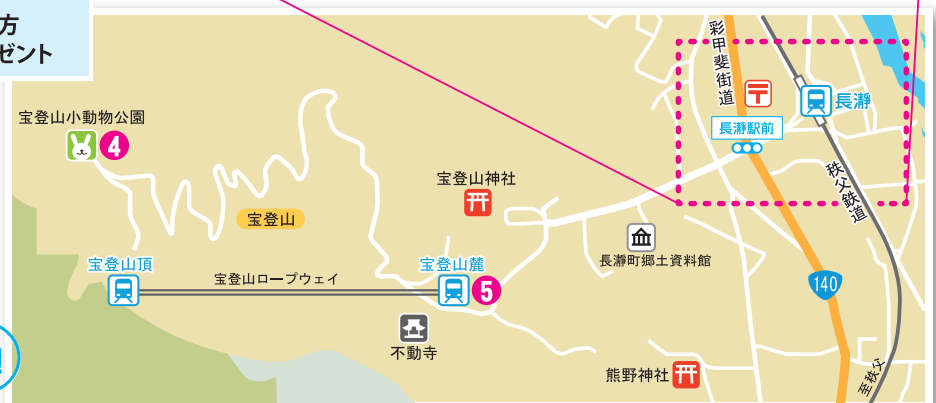 方
ゼント
宝登山小動物公園
4
彩甲斐街道
長瀞
長瀞駅前
秩父鉄道
宝登山神社
宝登山
長瀞町郷土資料館
宝登山頂
宝登山ロープウェイ
宝登山麓
5
140
不動寺
熊野神社
至秩父